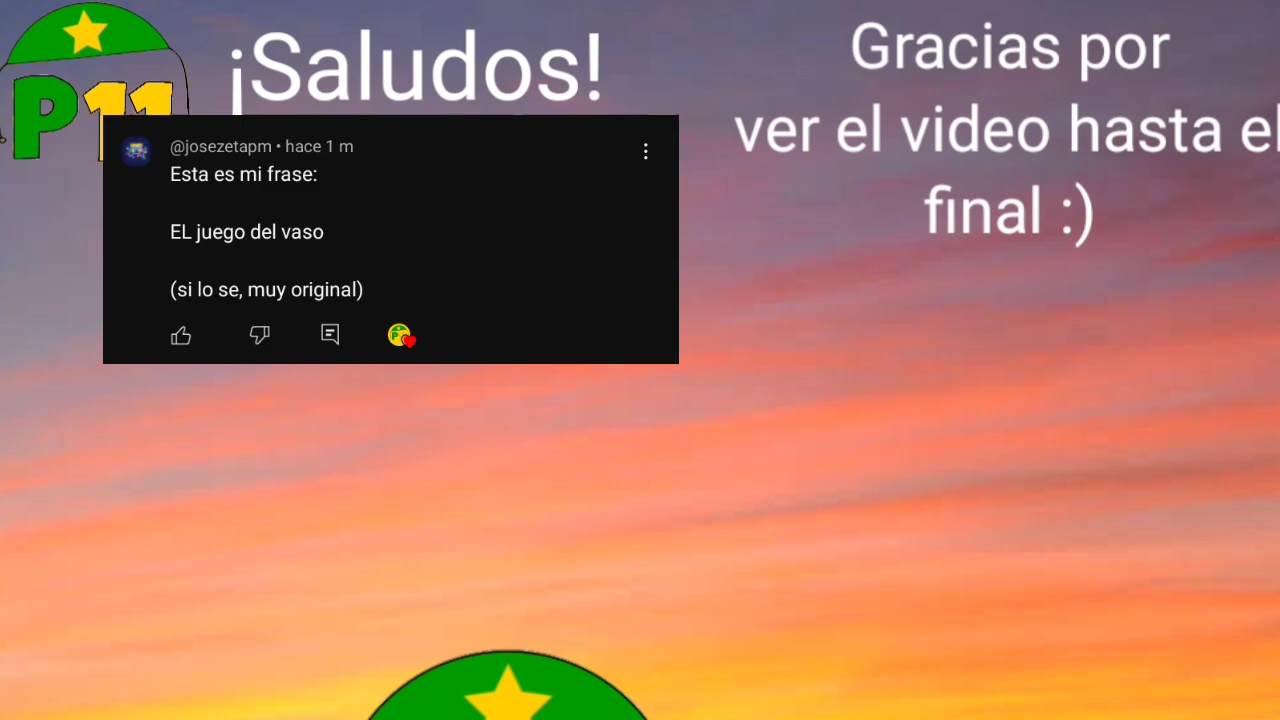 P11
¡Saludos!
@josezetapm • hace 1 m
Esta es mi frase:
EL juego del vaso
(si lo se, muy original)
P
Gracias por
ver el video hasta el
final :)